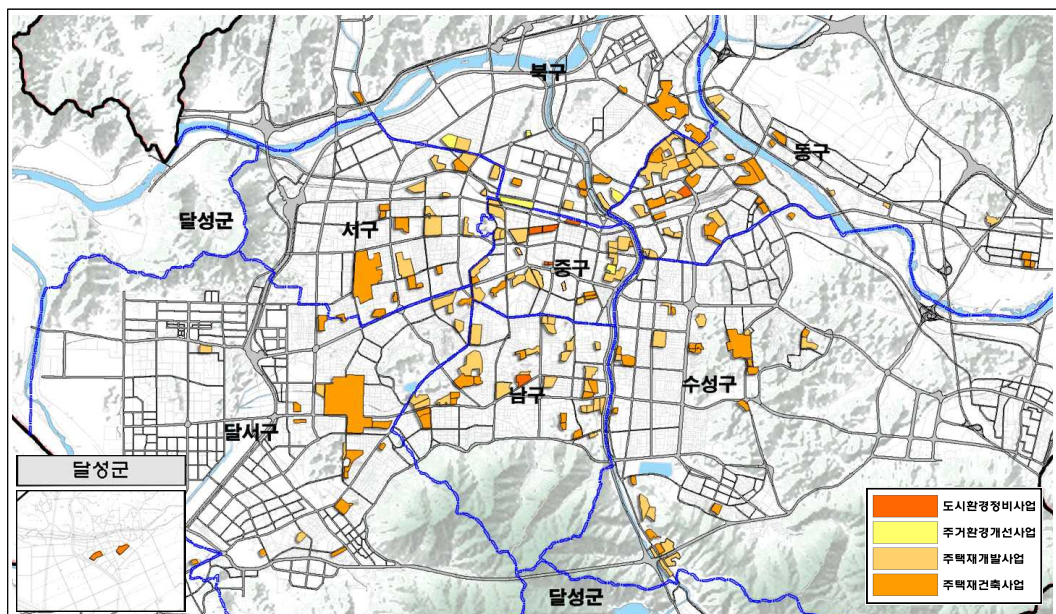 북구
동구
달성군
서구
중구
수성구
남구
달서구
달성군
도시환경정비사업
주거환경개선사업
주택재개발사업
주택재건축사업
달성군